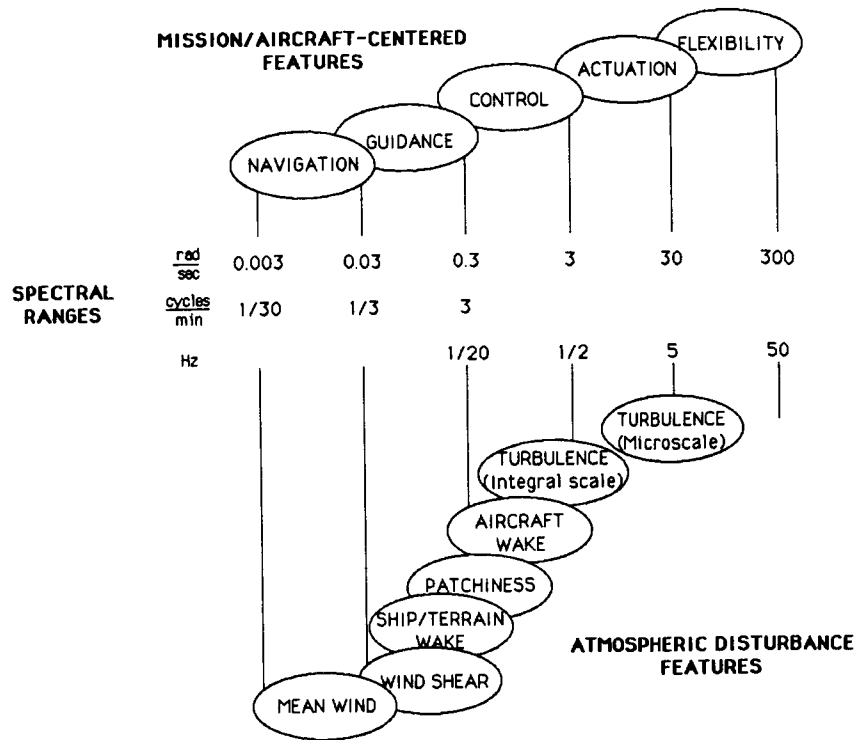 MISSION/AIRCRAFT-CENTERED
FEATURES
FLEXIBILITY
ACTUATION
CONTROL
GUIDANCE
NAVIGATION
SPECTRAL
RANGES
rad
sec
0.003 0.03 0.3 3 30 300
cycles
min
1/30 1/3 3
Hz
1/20 1/2 5 50
TURBULENCE
(Microscale)
TURBULENCE
(Integral scale)
AIRCRAFT
WAKE
PATCHINESS
SHIP/TERRAIN
WAKE
WIND SHEAR
MEAN WIND
ATMOSPHERIC DISTURBANCE
FEATURES